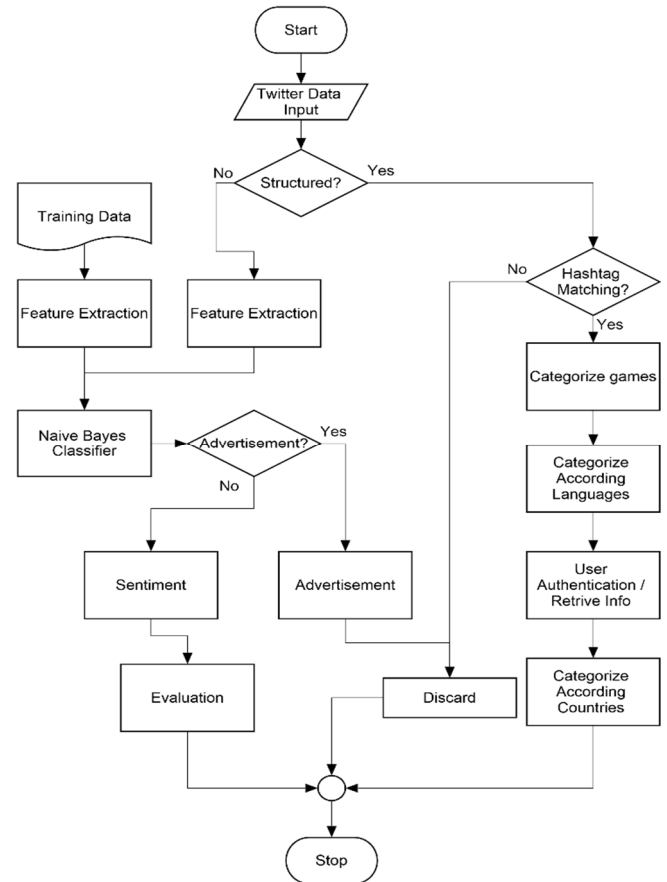 Start
Twitter Data
Input
Structured?
No
Yes
Training Data
Feature Extraction
Feature Extraction
No
Hashtag
Matching?
Yes
Categorize games
Naive Bayes
Classifier
Advertisement?
Yes
No
Categorize
According
Languages
Sentiment
Advertisement
User
Authentication /
Retrive Info
Evaluation
Discard
Categorize
According
Countries
Stop